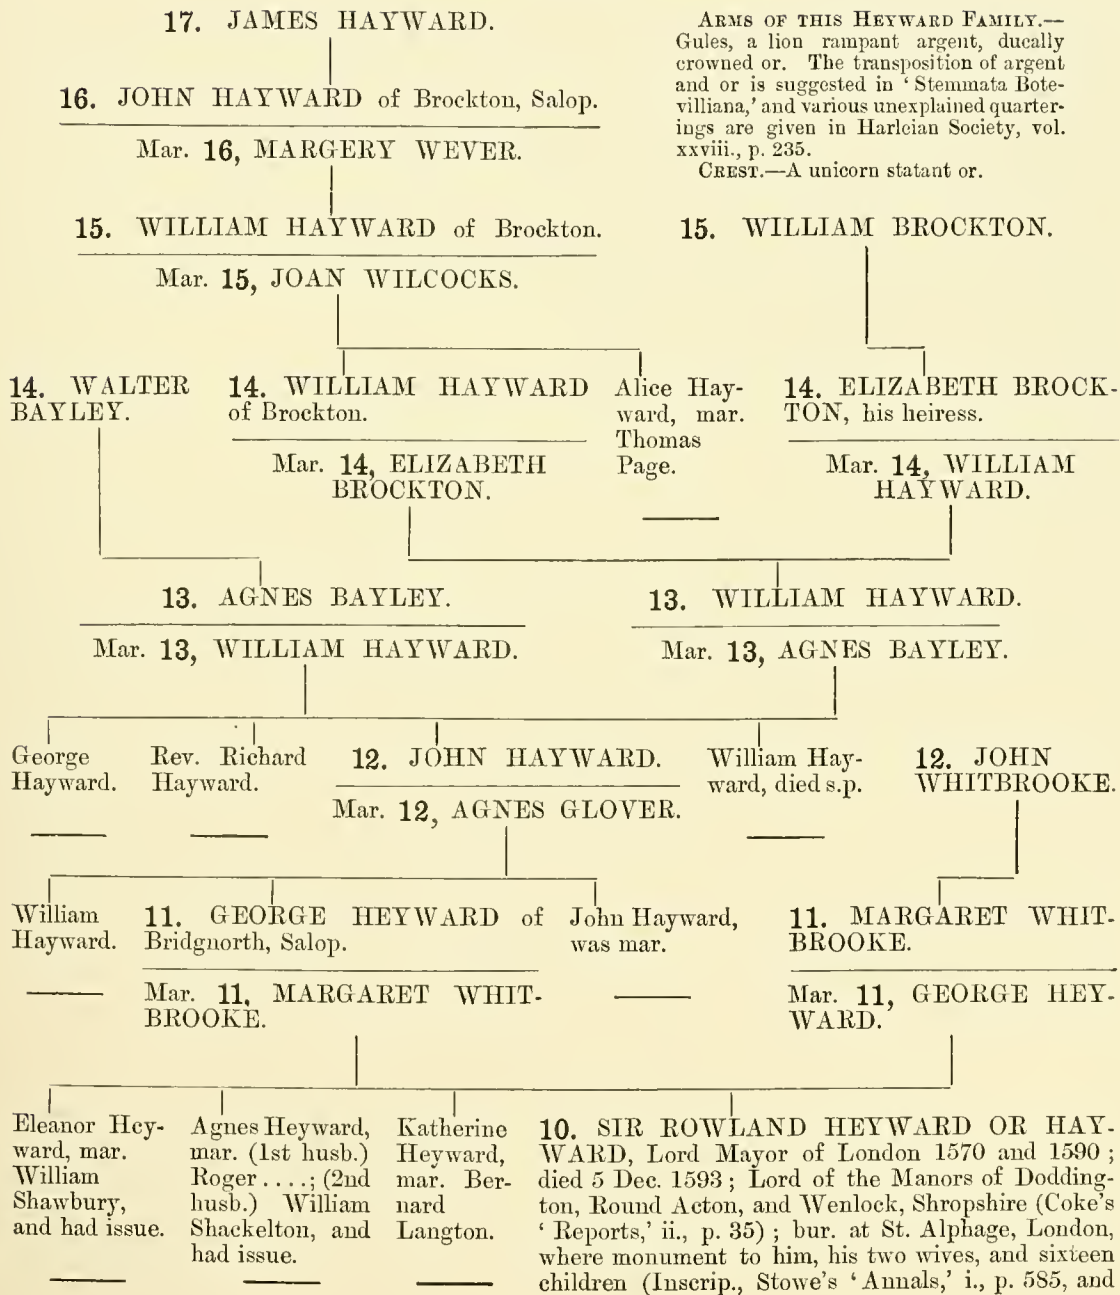 17. JAMES HAYWARD.
ARMS OF THIS HEYWARD FAMILY.—
Gules, a lion rampant argent, ducally
crowned or. The transposition of argent
and or is suggested in ‘ Stemmata Bote-
villiana,’ and various unexplained quarter-
ings are given in Harleian Society, vol.
xxviii., p. 235.
CREST.—A unicorn statant or.
16. JOHN HAYWARD of Brockton, Salop.
Mar. 16, MARGERY WEVER.
15. WILLIAM HAYWARD of Brockton.
Mar. 15, JOAN WILCOCKS.
15. WILLIAM BROCKTON.
14. WALTER
BAYLEY.
14. WILLIAM HAYWARD
of Brockton.
Mar. 14, ELIZABETH
BROCKTON.
Alice Hay-
ward, mar.
Thomas
Page.
14. ELIZABETH BROCK-
TON, his heiress.
Mar. 14, WILLIAM
HAYWARD.
13. AGNES BAYLEY.
Mar. 13, WILLIAM HAYWARD.
13. WILLIAM HAYWARD.
Mar. 13, AGNES BAYLEY.
George
Hayward.
Rev. Richard
Hayward.
12. JOHN HAYWARD.
Mar. 12, AGNES GLOVER.
William Hay-
ward, died s.p.
12. JOHN
WHITBROOKE.
William
Hayward.
11. GEORGE HEYWARD of
Bridgnorth, Salop.
Mar. 11, MARGARET WHIT-
BROOKE.
John Hayward,
was mar.
11. MARGARET WHIT-
BROOKE.
Mar. 11, GEORGE HEY-
WARD.
Eleanor Hey-
ward, mar.
William
Shawbury,
and had issue.
Agnes Heyward,
mar. (1st husb.)
Roger ....; (2nd
husb.) William
Shackelton, and
had issue.
Katherine
Heyward,
mar. Ber-
nard
Langton.
10. SIR ROWLAND HEYWARD OR HAY-
WARD, Lord Mayor of London 1570 and 1590 ;
died 5 Dec. 1593 ; Lord of the Manors of Dodding-
ton, Round Acton, and Wenlock, Shropshire (Coke’s
‘ Reports,’ ii., p. 35) ; bur. at St. Alphage, London,
where monument to him, his two wives, and sixteen
children (Inscrip., Stowe’s ‘ Annals,’ i., p. 585, and